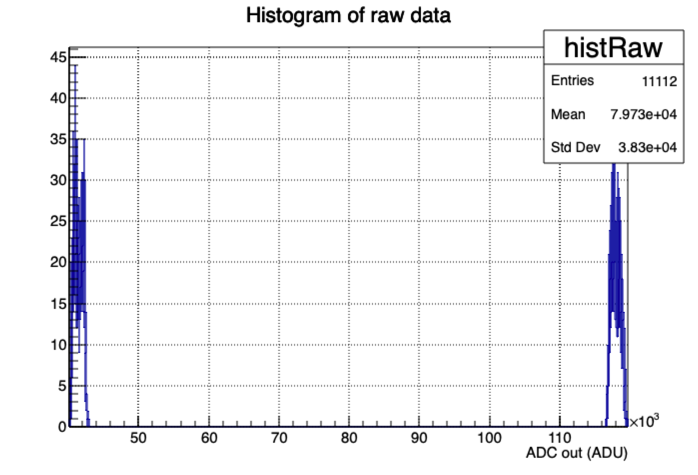 Histogram of raw data
histRaw
Entries 11112
Mean 7.973e+04
Std Dev 3.83e+04
45
40
35
30
25
20
15
10
5
0
50 60 70 80 90 100 110 ×10³
ADC out (ADU)